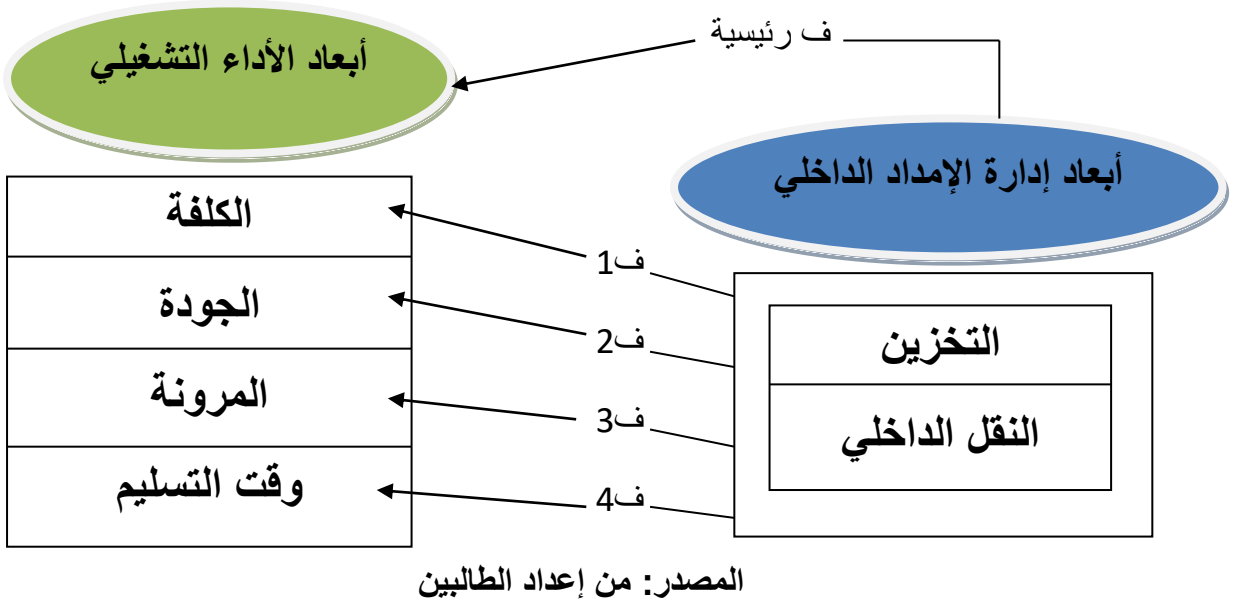 ف رئيسية
أبعاد إدارة الإمداد الداخلي
أبعاد الأداء التشغيلي
التخزين
النقل الداخلي
ف1
ف2
ف3
ف4
الكلفة
الجودة
المرونة
وقت التسليم
المصدر: من إعداد الطالبين